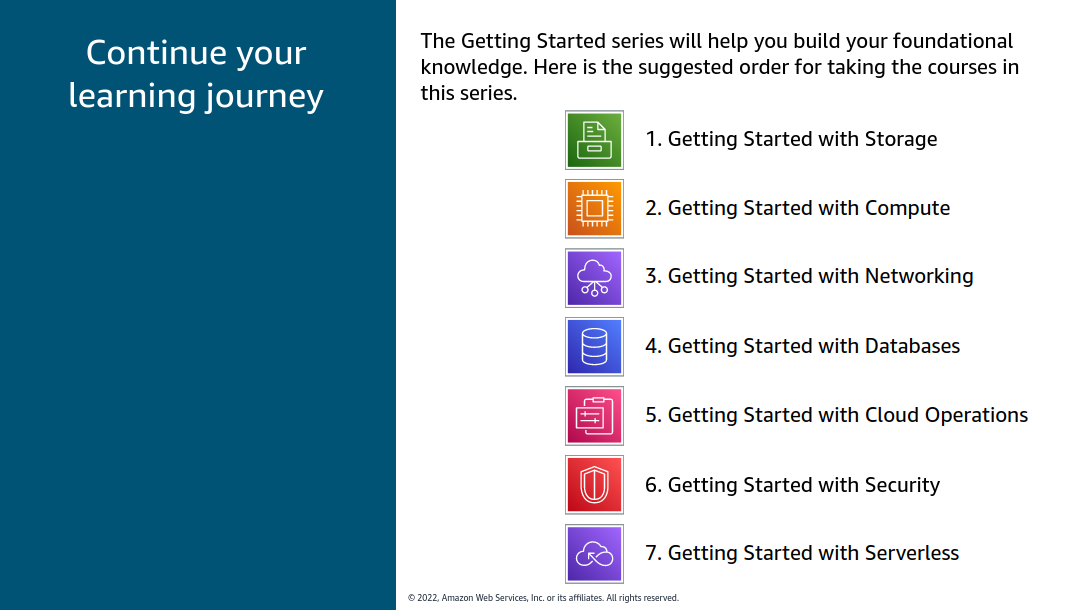 Continue your
learning journey
The Getting Started series will help you build your foundational
knowledge. Here is the suggested order for taking the courses in
this series.
1. Getting Started with Storage
2. Getting Started with Compute
3. Getting Started with Networking
4. Getting Started with Databases
5. Getting Started with Cloud Operations
6. Getting Started with Security
7. Getting Started with Serverless
© 2022, Amazon Web Services, Inc. or its affiliates. All rights reserved.